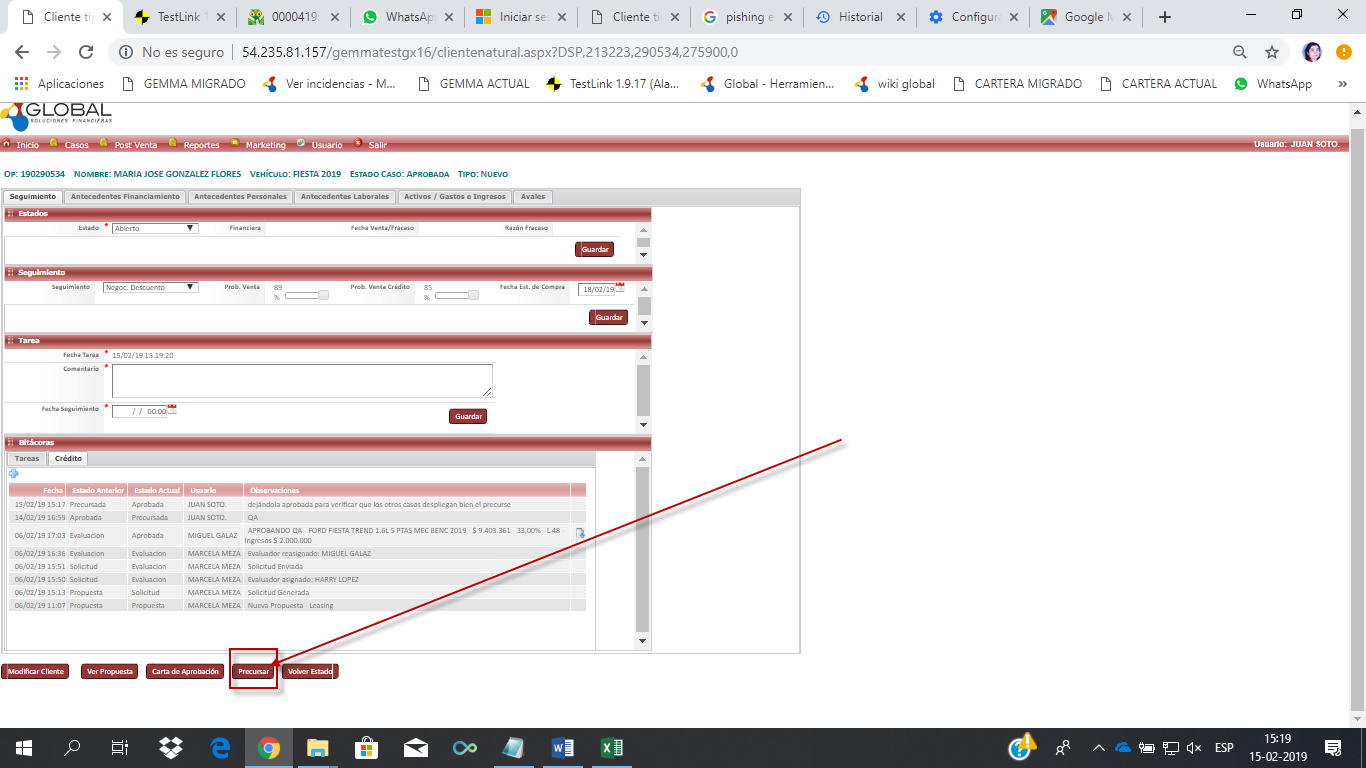 Cliente ti
TestLink 1
0000419
WhatsApp
Iniciar se
Cliente ti
pishing e
Historial
Configur
Google M
No es seguro | 54.235.81.157/gemmatestgx16/clientenatural.aspx?DSP,213223,290534,275900,0
Aplicaciones
GEMMA MIGRADO
Ver incidencias - M...
GEMMA ACTUAL
TestLink 1.9.17 (Ala...
Global - Herramien...
wiki global
CARTERA MIGRADO
CARTERA ACTUAL
WhatsApp
»
GLOBAL
SOLUCIONES FINANCIERAS
Inicio Casos Post Venta Reportes Marketing Usuario Salir
Usuario: JUAN SOTO.
Op: 190290534 Nombre: MARIA JOSE GONZALEZ FLORES Vehículo: FIESTA 2019 Estado Caso: Aprobada Tipo: Nuevo
Seguimiento Antecedentes Financiamiento Antecedentes Personales Antecedentes Laborales Activos / Gastos e Ingresos Avales
Estados
Estado * Abierto Financiera Fecha Venta/Fracaso Razón Fracaso
Guardar
Seguimiento
Seguimiento Negoc. Descuento Prob. Venta 89 % Prob. Venta Crédito 85 % Fecha Est. de Compra 18/02/19
Guardar
Tarea
Fecha Tarea * 15/02/19 15:19:20
Comentario *
Fecha Seguimiento * / / 00:00
Guardar
Bitácoras
Tareas Crédito
Fecha Estado Anterior Estado Actual Usuario Observaciones
15/02/19 15:17 Precursada Aprobada JUAN SOTO. dejándola aprobada para verificar que los otros casos despliegan bien el precurse
14/02/19 16:59 Aprobada Precursada JUAN SOTO. QA
06/02/19 17:03 Evaluacion Aprobada MIGUEL GALAZ APROBANDO QA - FORD FIESTA TREND 1.6L 5 PTAS MEC BENC 2019 - $ 9.403.361 - 33,00% - L 48 -
Ingresos $ 2.000.000
06/02/19 16:36 Evaluacion Evaluacion MARCELA MEZA Evaluador reasignado: MIGUEL GALAZ
06/02/19 15:51 Solicitud Evaluacion MARCELA MEZA Solicitud Enviada
06/02/19 15:50 Solicitud Evaluacion MARCELA MEZA Evaluador asignado: HARRY LOPEZ
06/02/19 15:13 Propuesta Solicitud MARCELA MEZA Solicitud Generada
06/02/19 11:07 Propuesta Propuesta MARCELA MEZA Nueva Propuesta - Leasing
Modificar Cliente Ver Propuesta Carta de Aprobación Precursar Volver Estado
ESP
15:19
15-02-2019